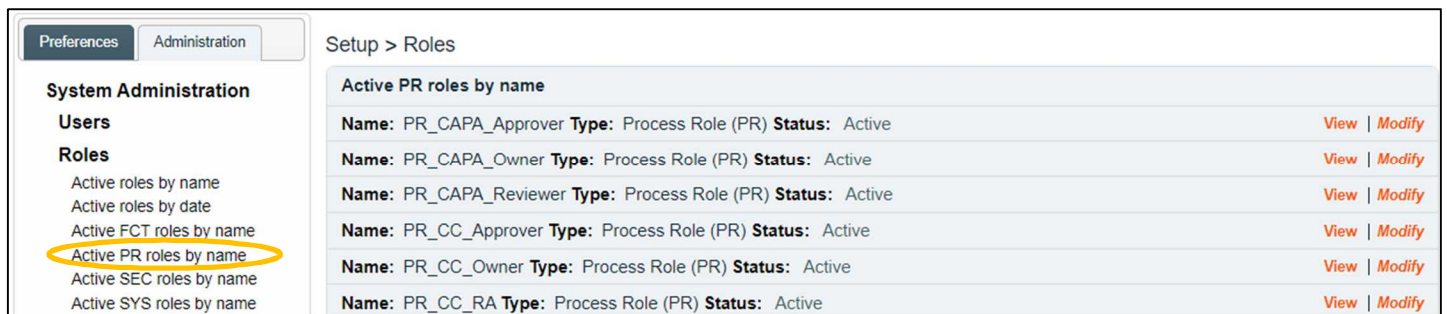 Preferences Administration
System Administration
Users
Roles
Active roles by name
Active roles by date
Active FCT roles by name
Active PR roles by name
Active SEC roles by name
Active SYS roles by name
Setup > Roles
Active PR roles by name
Name: PR_CAPA_Approver Type: Process Role (PR) Status: Active View | Modify
Name: PR_CAPA_Owner Type: Process Role (PR) Status: Active View | Modify
Name: PR_CAPA_Reviewer Type: Process Role (PR) Status: Active View | Modify
Name: PR_CC_Approver Type: Process Role (PR) Status: Active View | Modify
Name: PR_CC_Owner Type: Process Role (PR) Status: Active View | Modify
Name: PR_CC_RA Type: Process Role (PR) Status: Active View | Modify